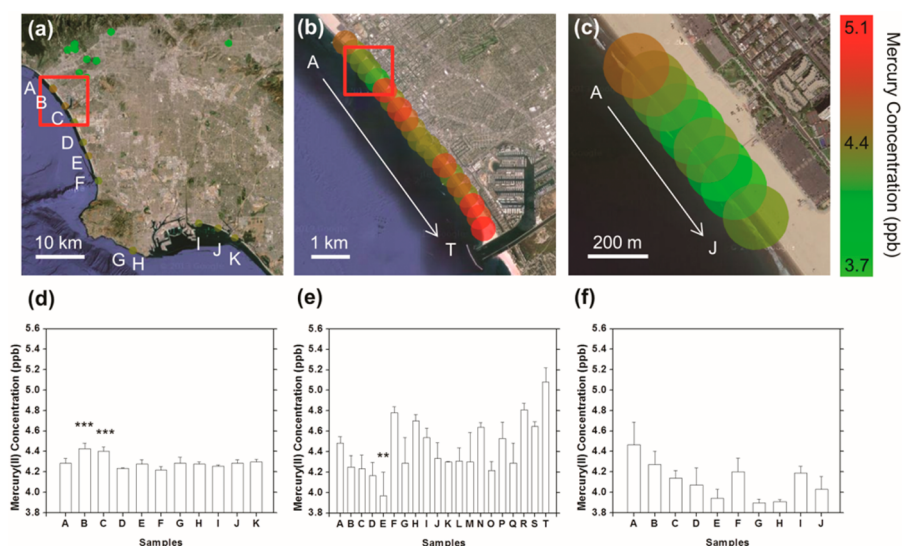 (a)
A
B
C
D
E
F
G
H
I
J
K
10 km
(b)
A
T
1 km
(c)
A
J
200 m
5.1
4.4
3.7
Mercury Concentration (ppb)
(d)
Mercury(II) Concentration (ppb)
5.6
5.4
5.2
5.0
4.8
4.6
4.4
4.2
4.0
3.8
***
***
A B C D E F G H I J K
Samples
(e)
Mercury(II) Concentration (ppb)
5.6
5.4
5.2
5.0
4.8
4.6
4.4
4.2
4.0
3.8
**
A B C D E F G H I J K L M N O P Q R S T
Samples
(f)
Mercury(II) Concentration (ppb)
5.6
5.4
5.2
5.0
4.8
4.6
4.4
4.2
4.0
3.8
A B C D E F G H I J
Samples